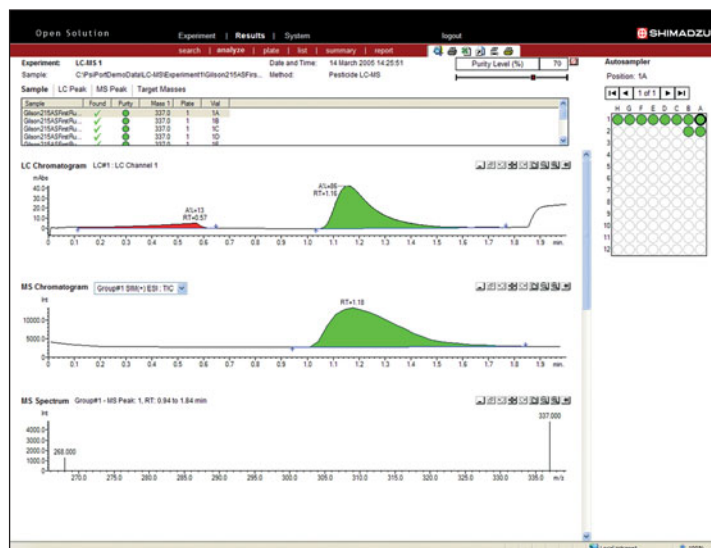 Open Solution
Experiment | Results | System logout
SHIMADZU
search | analyze | plate | list | summary | report
Experiment: LC-MS 1 Date and Time: 14 March 2005 14:25:51 Purity Level (%) 70
Sample: C:\PsiPortDemoData\LC-MS\Experiment1\Gilson215ASFirs... Method: Pesticide LC-MS
Autosampler
Position: 1A
1 of 1
H G F E D C B A
1
2
3
4
5
6
7
8
9
10
11
12
Sample | LC Peak | MS Peak | Target Masses
Sample Found Purity Mass 1 Plate Vial
Gilson215ASFirstRu... 337.0 1 1A
Gilson215ASFirstRu... 337.0 1 1B
Gilson215ASFirstRu... 337.0 1 1C
Gilson215ASFirstRu... 337.0 1 1D
LC Chromatogram LC#1 : LC Channel 1
mAbs
40.0
30.0
20.0
10.0
0.0
A%=13
RT=0.57
A%=86
RT=1.16
0 0.1 0.2 0.3 0.4 0.5 0.6 0.7 0.8 0.9 1.0 1.1 1.2 1.3 1.4 1.5 1.6 1.7 1.8 1.9 min.
MS Chromatogram Group#1 SIM(+) ESI : TIC
Int
10000.0
5000.0
0.0
RT=1.18
0 0.1 0.2 0.3 0.4 0.5 0.6 0.7 0.8 0.9 1.0 1.1 1.2 1.3 1.4 1.5 1.6 1.7 1.8 1.9 min.
MS Spectrum Group#1 - MS Peak: 1, RT: 0.94 to 1.84 min
Int
4000.0
3000.0
2000.0
1000.0
0
268.000
337.000
270.0 275.0 280.0 285.0 290.0 295.0 300.0 305.0 310.0 315.0 320.0 325.0 330.0 335.0 m/z